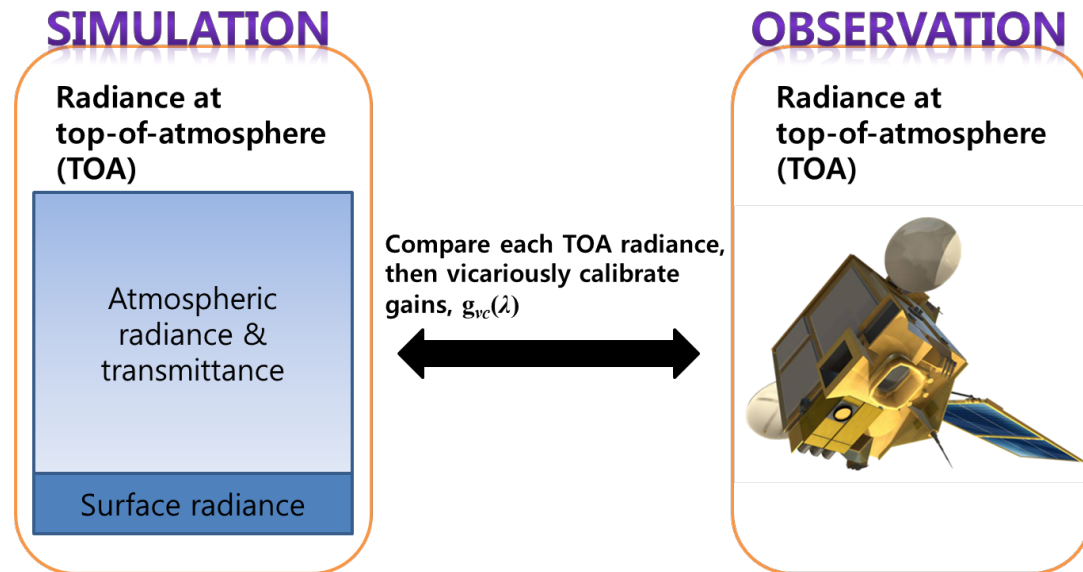 SIMULATION
Radiance at
top-of-atmosphere
(TOA)
Atmospheric
radiance &
transmittance
Surface radiance
Compare each TOA radiance,
then vicariously calibrate
gains, gvc(λ)
OBSERVATION
Radiance at
top-of-atmosphere
(TOA)